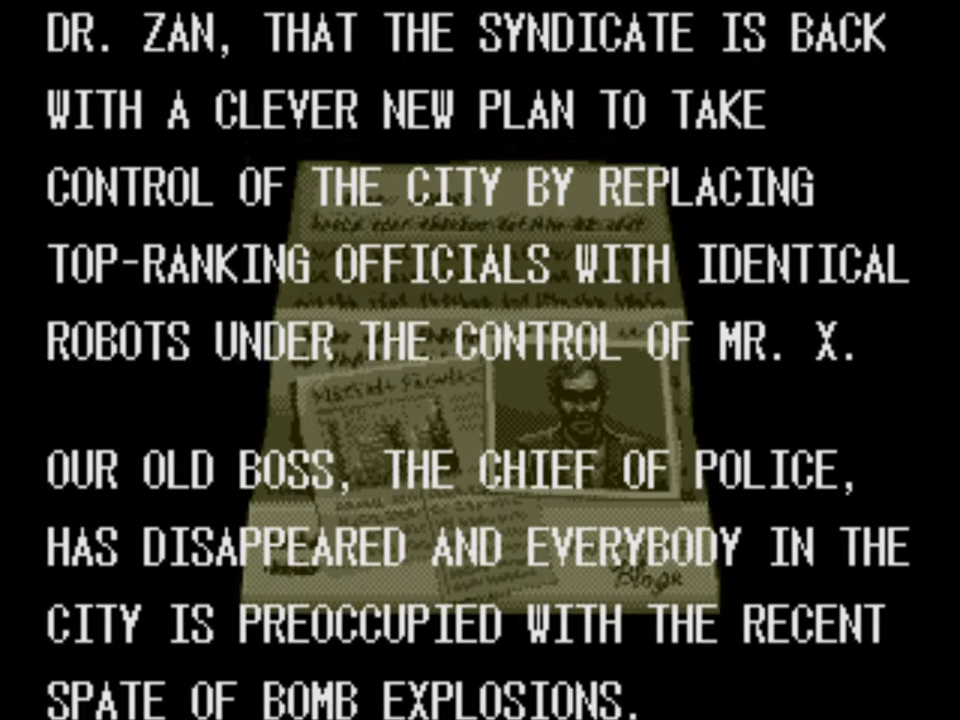 DR. ZAN, THAT THE SYNDICATE IS BACK
WITH A CLEVER NEW PLAN TO TAKE
CONTROL OF THE CITY BY REPLACING
TOP-RANKING OFFICIALS WITH IDENTICAL
ROBOTS UNDER THE CONTROL OF MR. X.
OUR OLD BOSS, THE CHIEF OF POLICE,
HAS DISAPPEARED AND EVERYBODY IN THE
CITY IS PREOCCUPIED WITH THE RECENT
SPATE OF BOMB EXPLOSIONS.